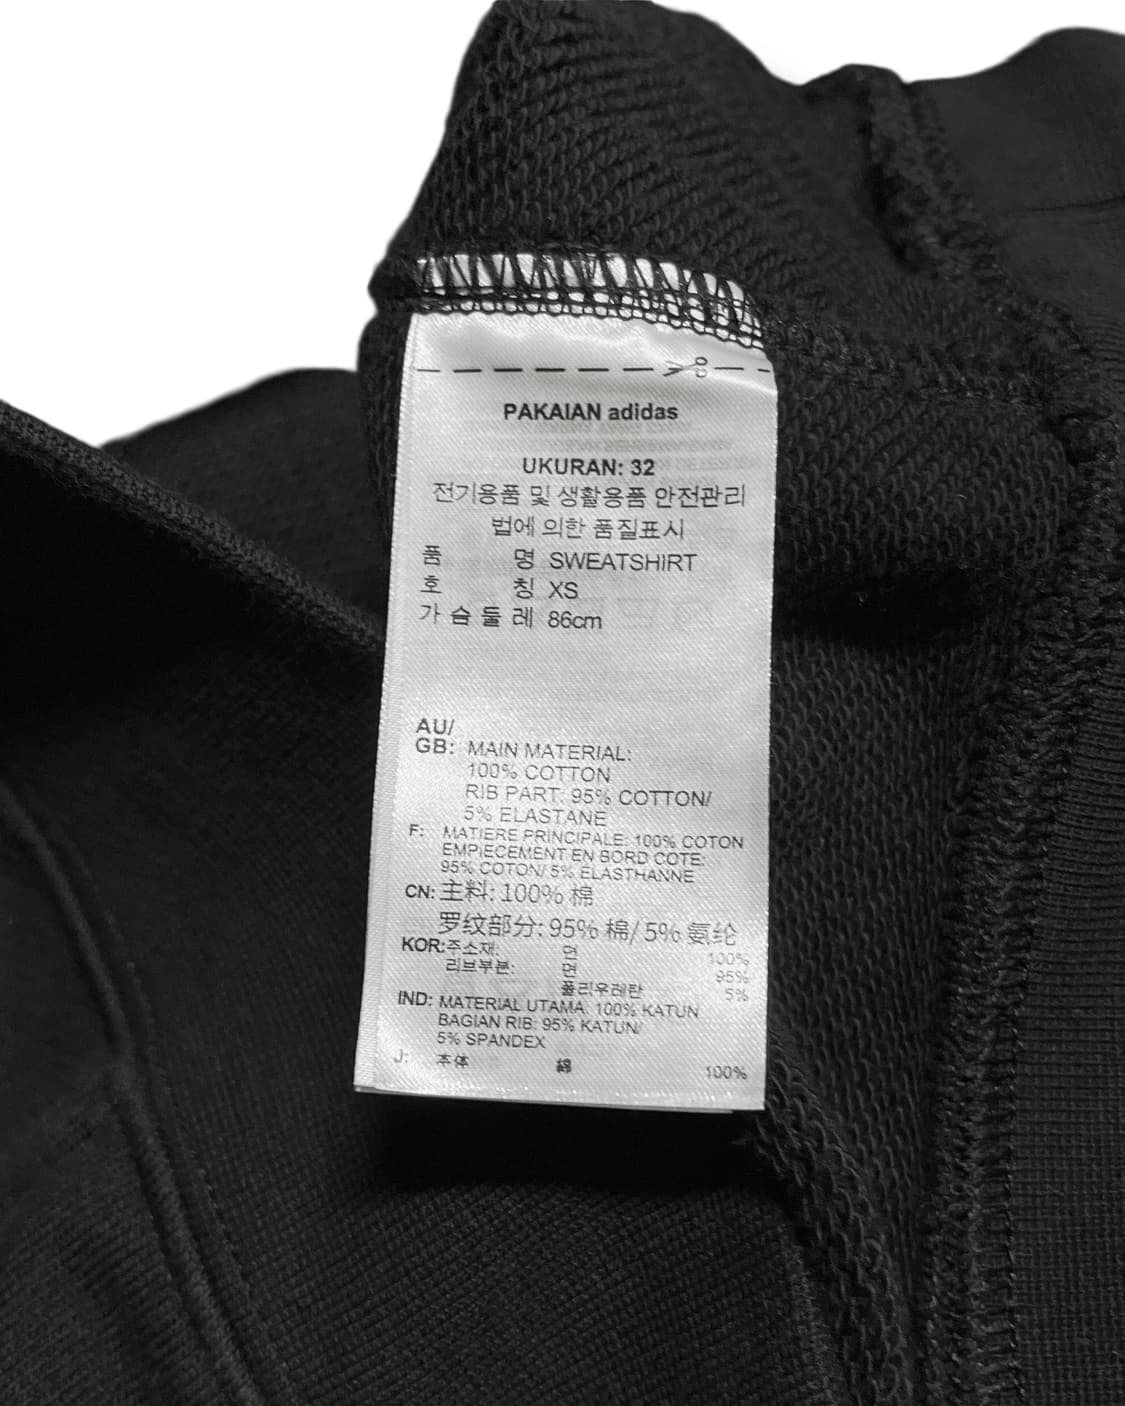 PAKAIAN adidas
UKURAN: 32
전기용품 및 생활용품 안전관리
법에 의한 품질표시
품 명 SWEATSHIRT
호 칭 XS
가슴둘레 86cm
AU/
GB: MAIN MATERIAL:
100% COTTON
RIB PART: 95% COTTON/
5% ELASTANE
F: MATIERE PRINCIPALE: 100% COTON
EMPIECEMENT EN BORD COTE:
95% COTON/ 5% ELASTHANNE
CN: 主料: 100% 棉
罗纹部分: 95% 棉/ 5% 氨纶
KOR: 주소재: 면 100%
리브부분: 면 95%
폴리우레탄 5%
IND: MATERIAL UTAMA: 100% KATUN
BAGIAN RIB: 95% KATUN/
5% SPANDEX
J: 本体 綿 100%